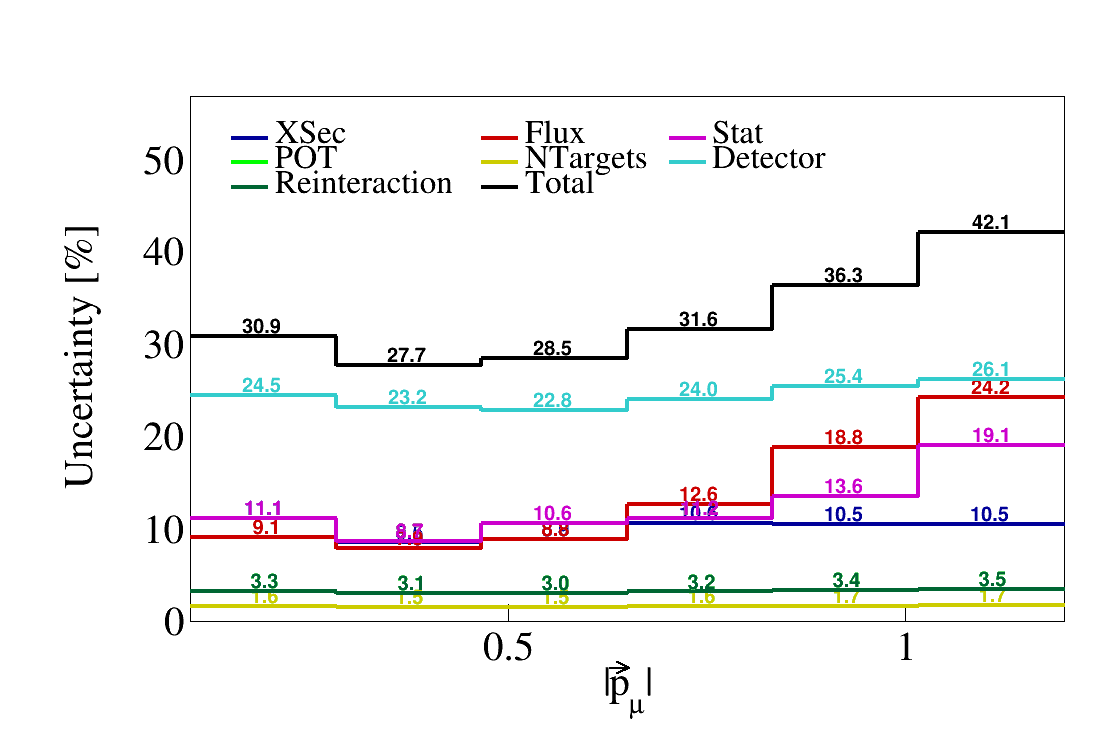 XSec Flux Stat
POT NTargets Detector
Reinteraction Total
Uncertainty [%]
50
40
30
20
10
0
30.9 27.7 28.5 31.6 36.3 42.1
24.5 23.2 22.8 24.0 25.4 26.1
9.1 12.6 18.8 24.2
11.1 10.6 13.6 19.1
10.5 10.5
3.3 3.1 3.0 3.2 3.4 3.5
1.6 1.5 1.5 1.6 1.7 1.7
0.5 1
|p⃗μ|